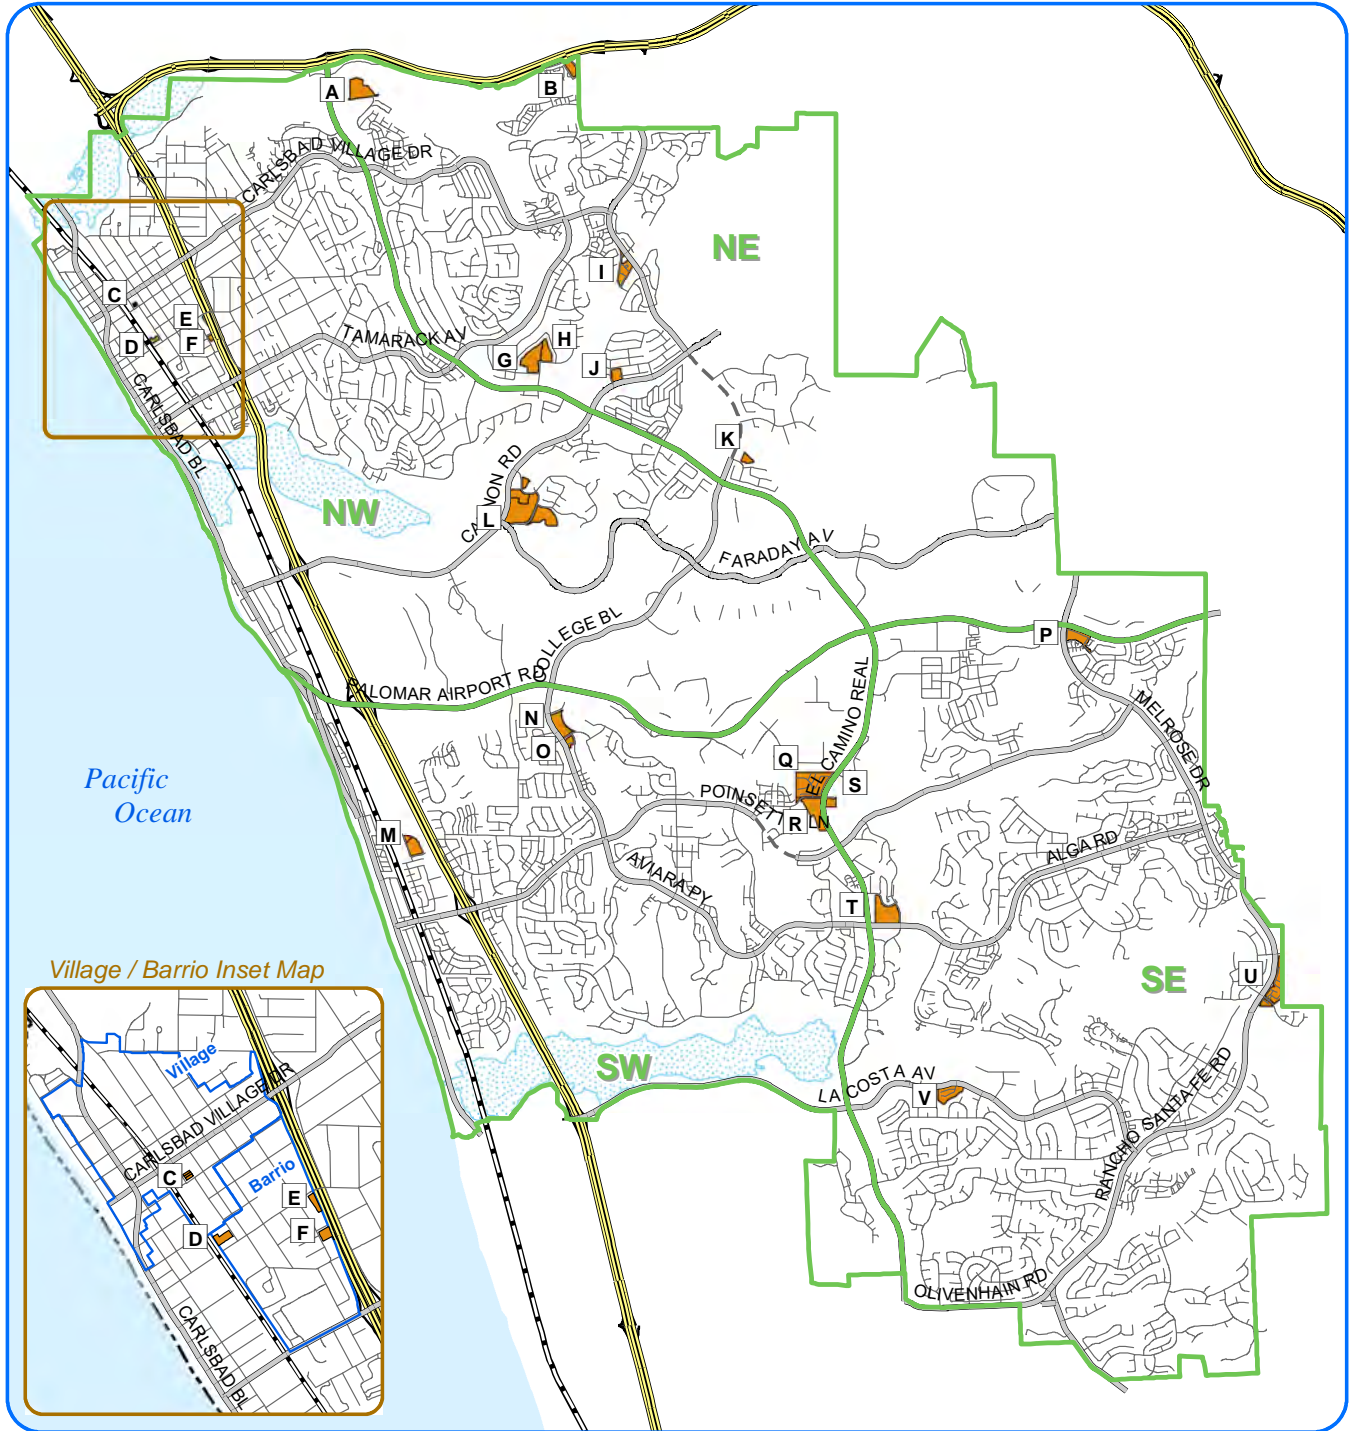 A
B
CARLSBAD VILLAGE DR
NE
I
C
E
D
F
TAMARACK AV
H
G
J
CARLSBAD BL
K
CANNON RD
NW
L
FARADAY AV
COLLEGE BL
P
PALOMAR AIRPORT RD
EL CAMINO REAL
MELROSE DR
N
O
Q
S
Pacific
Ocean
POINSETTIA LN
R
M
ALGA RD
AVIARA PY
T
Village / Barrio Inset Map
U
SE
SW
LA COSTA AV
V
RANCHO SANTA FE RD
OLIVENHAIN RD
Village
CARLSBAD VILLAGE DR
Barrio
C
E
D
F
CARLSBAD BL